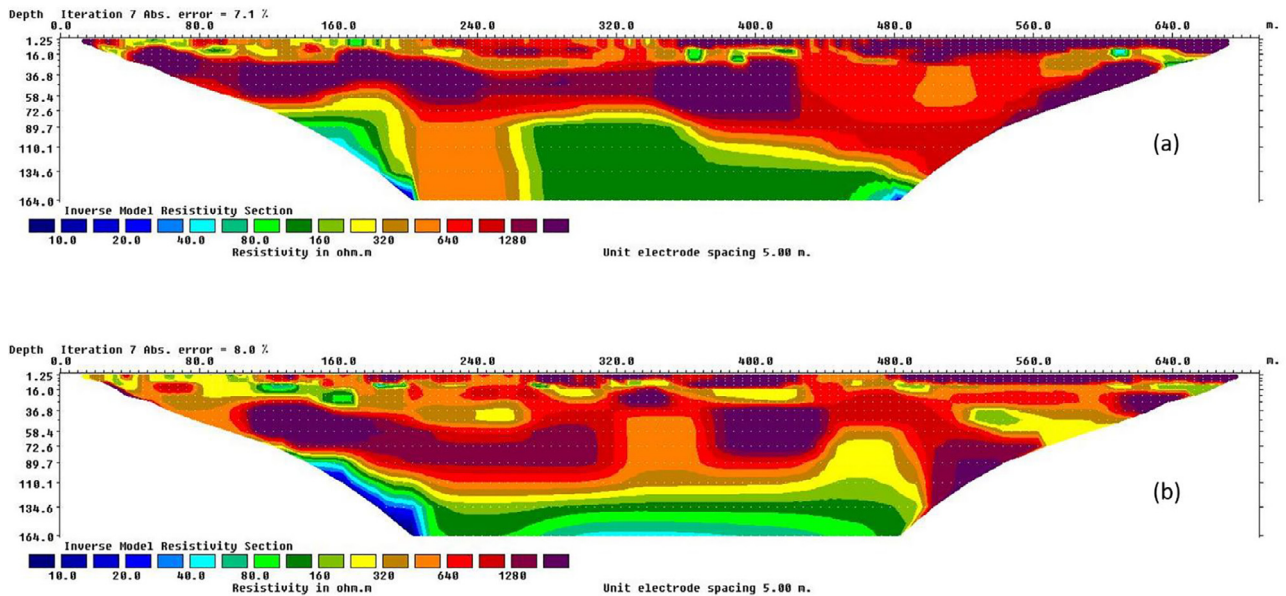 Depth Iteration 7 Abs. error = 7.1 %
0.0 80.0 160.0 240.0 320.0 400.0 480.0 560.0 640.0 m.
1.25
16.0
36.8
58.4
72.6
89.7
110.1
134.6
164.0
(a)
Inverse Model Resistivity Section
10.0 20.0 40.0 80.0 160 320 640 1280
Resistivity in ohm.m Unit electrode spacing 5.00 m.
Depth Iteration 7 Abs. error = 8.0 %
0.0 80.0 160.0 240.0 320.0 400.0 480.0 560.0 640.0 m.
1.25
16.0
36.8
58.4
72.6
89.7
110.1
134.6
164.0
(b)
Inverse Model Resistivity Section
10.0 20.0 40.0 80.0 160 320 640 1280
Resistivity in ohm.m Unit electrode spacing 5.00 m.